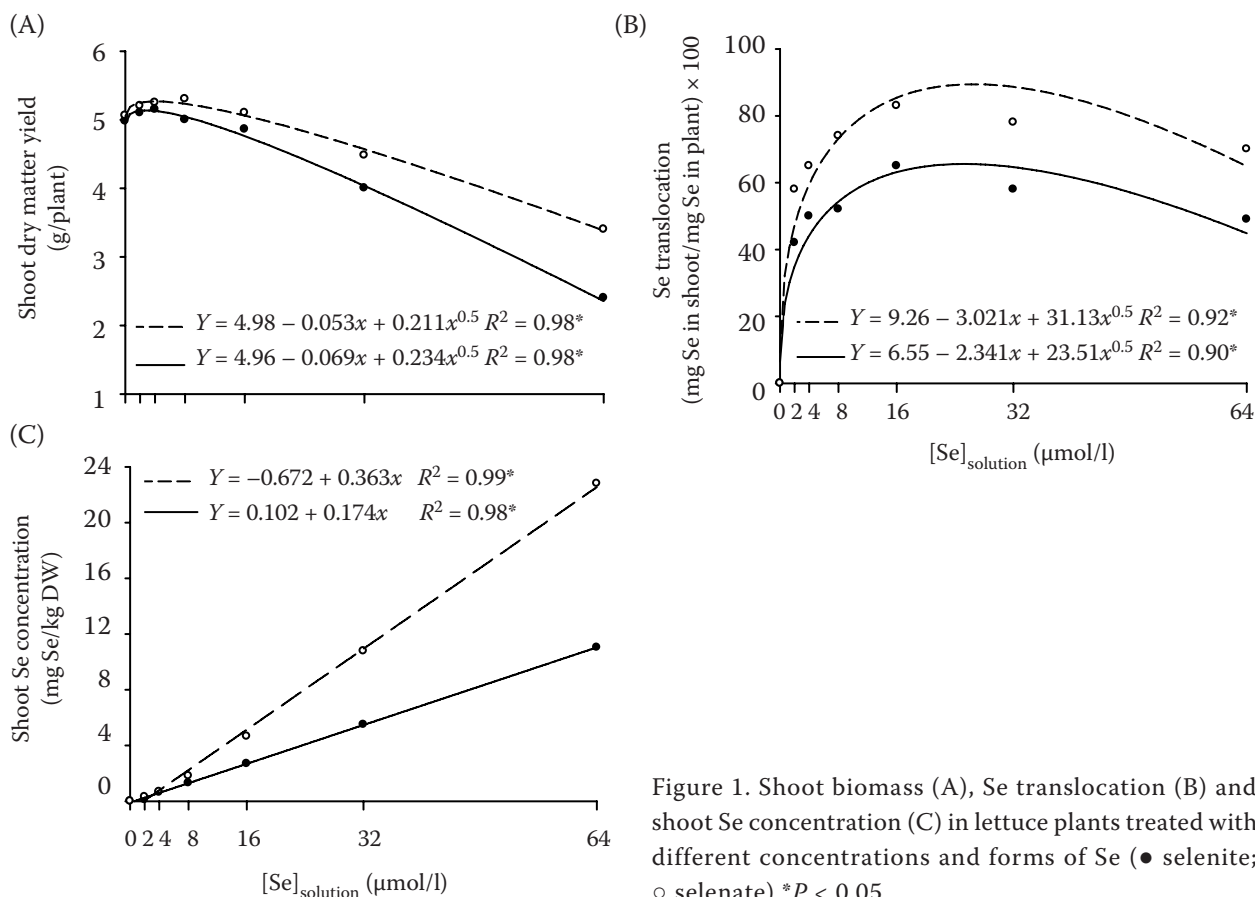 (A)
6
5
4
3
2
1
Shoot dry matter yield
(g/plant)
Y = 4.98 – 0.053x + 0.211x^0.5 R² = 0.98*
Y = 4.96 – 0.069x + 0.234x^0.5 R² = 0.98*
(B)
100
80
60
40
20
0
Se translocation
(mg Se in shoot/mg Se in plant) × 100
Y = 9.26 – 3.021x + 31.13x^0.5 R² = 0.92*
Y = 6.55 – 2.341x + 23.51x^0.5 R² = 0.90*
0 2 4 8 16 32 64
[Se]solution (µmol/l)
(C)
24
20
16
12
8
4
0
Shoot Se concentration
(mg Se/kg DW)
Y = –0.672 + 0.363x R² = 0.99*
Y = 0.102 + 0.174x R² = 0.98*
0 2 4 8 16 32 64
[Se]solution (µmol/l)
Figure 1. Shoot biomass (A), Se translocation (B) and
shoot Se concentration (C) in lettuce plants treated with
different concentrations and forms of Se (● selenite;
○ selenate) *P < 0.05